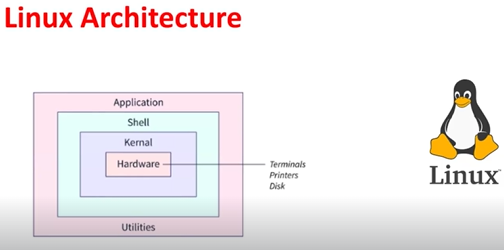 Linux Architecture
Application
Shell
Kernal
Hardware
Terminals
Printers
Disk
Utilities
Linux